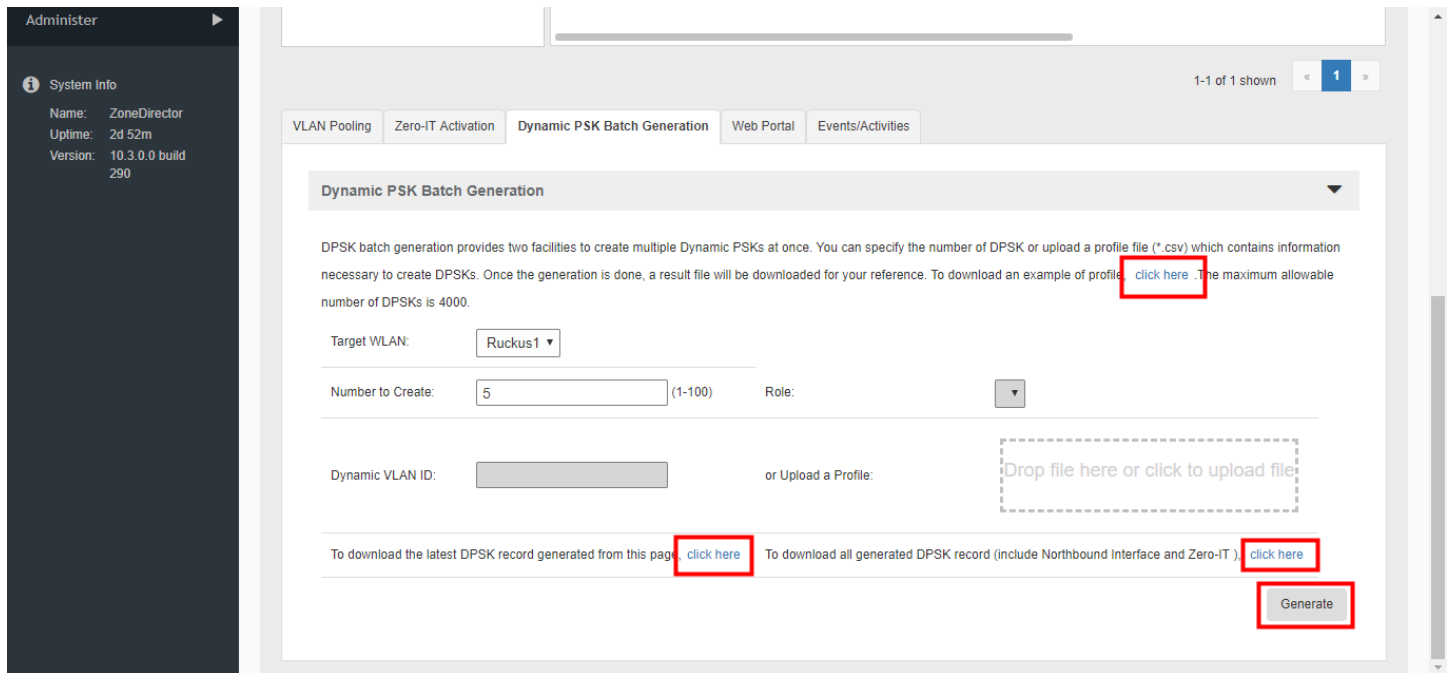 Administer
System Info
Name: ZoneDirector
Uptime: 2d 52m
Version: 10.3.0.0 build
290
1-1 of 1 shown « 1 »
VLAN Pooling Zero-IT Activation Dynamic PSK Batch Generation Web Portal Events/Activities
Dynamic PSK Batch Generation
DPSK batch generation provides two facilities to create multiple Dynamic PSKs at once. You can specify the number of DPSK or upload a profile file (*.csv) which contains information
necessary to create DPSKs. Once the generation is done, a result file will be downloaded for your reference. To download an example of profile, click here .The maximum allowable
number of DPSKs is 4000.
Target WLAN: Ruckus1
Number to Create: 5 (1-100) Role:
Dynamic VLAN ID: or Upload a Profile: Drop file here or click to upload file
To download the latest DPSK record generated from this page, click here To download all generated DPSK record (include Northbound Interface and Zero-IT ), click here
Generate